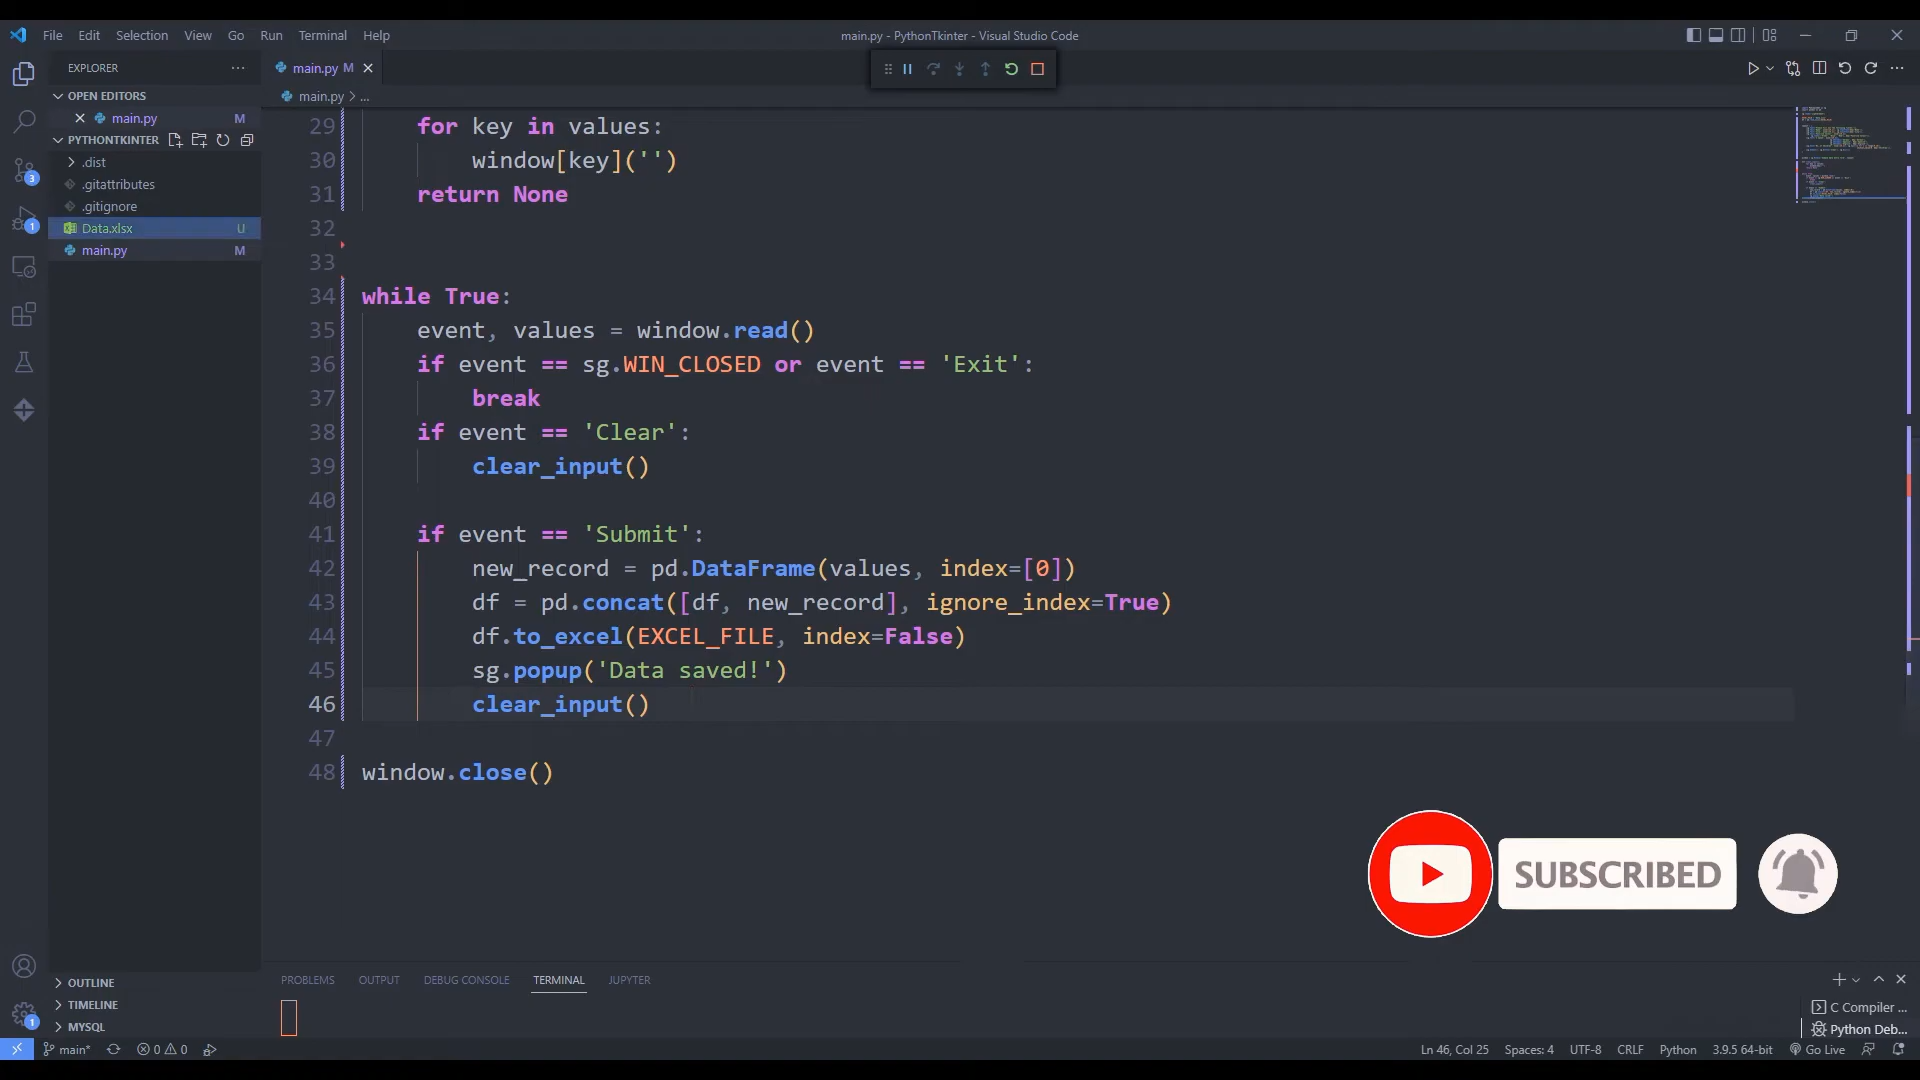 File Edit Selection View Go Run Terminal Help
main.py - PythonTkinter - Visual Studio Code
EXPLORER
OPEN EDITORS
main.py M
PYTHONTKINTER
.dist
.gitattributes
.gitignore
Data.xlsx U
main.py M
OUTLINE
TIMELINE
MYSQL
3
1
1
main.py M
main.py > ...
29 for key in values:
30 window[key]('')
31 return None
32
33
34 while True:
35 event, values = window.read()
36 if event == sg.WIN_CLOSED or event == 'Exit':
37 break
38 if event == 'Clear':
39 clear_input()
40
41 if event == 'Submit':
42 new_record = pd.DataFrame(values, index=[0])
43 df = pd.concat([df, new_record], ignore_index=True)
44 df.to_excel(EXCEL_FILE, index=False)
45 sg.popup('Data saved!')
46 clear_input()
47
48 window.close()
SUBSCRIBED
PROBLEMS OUTPUT DEBUG CONSOLE TERMINAL JUPYTER
C Compiler ...
Python Deb...
main* 0 0
Ln 46, Col 25 Spaces: 4 UTF-8 CRLF Python 3.9.5 64-bit Go Live